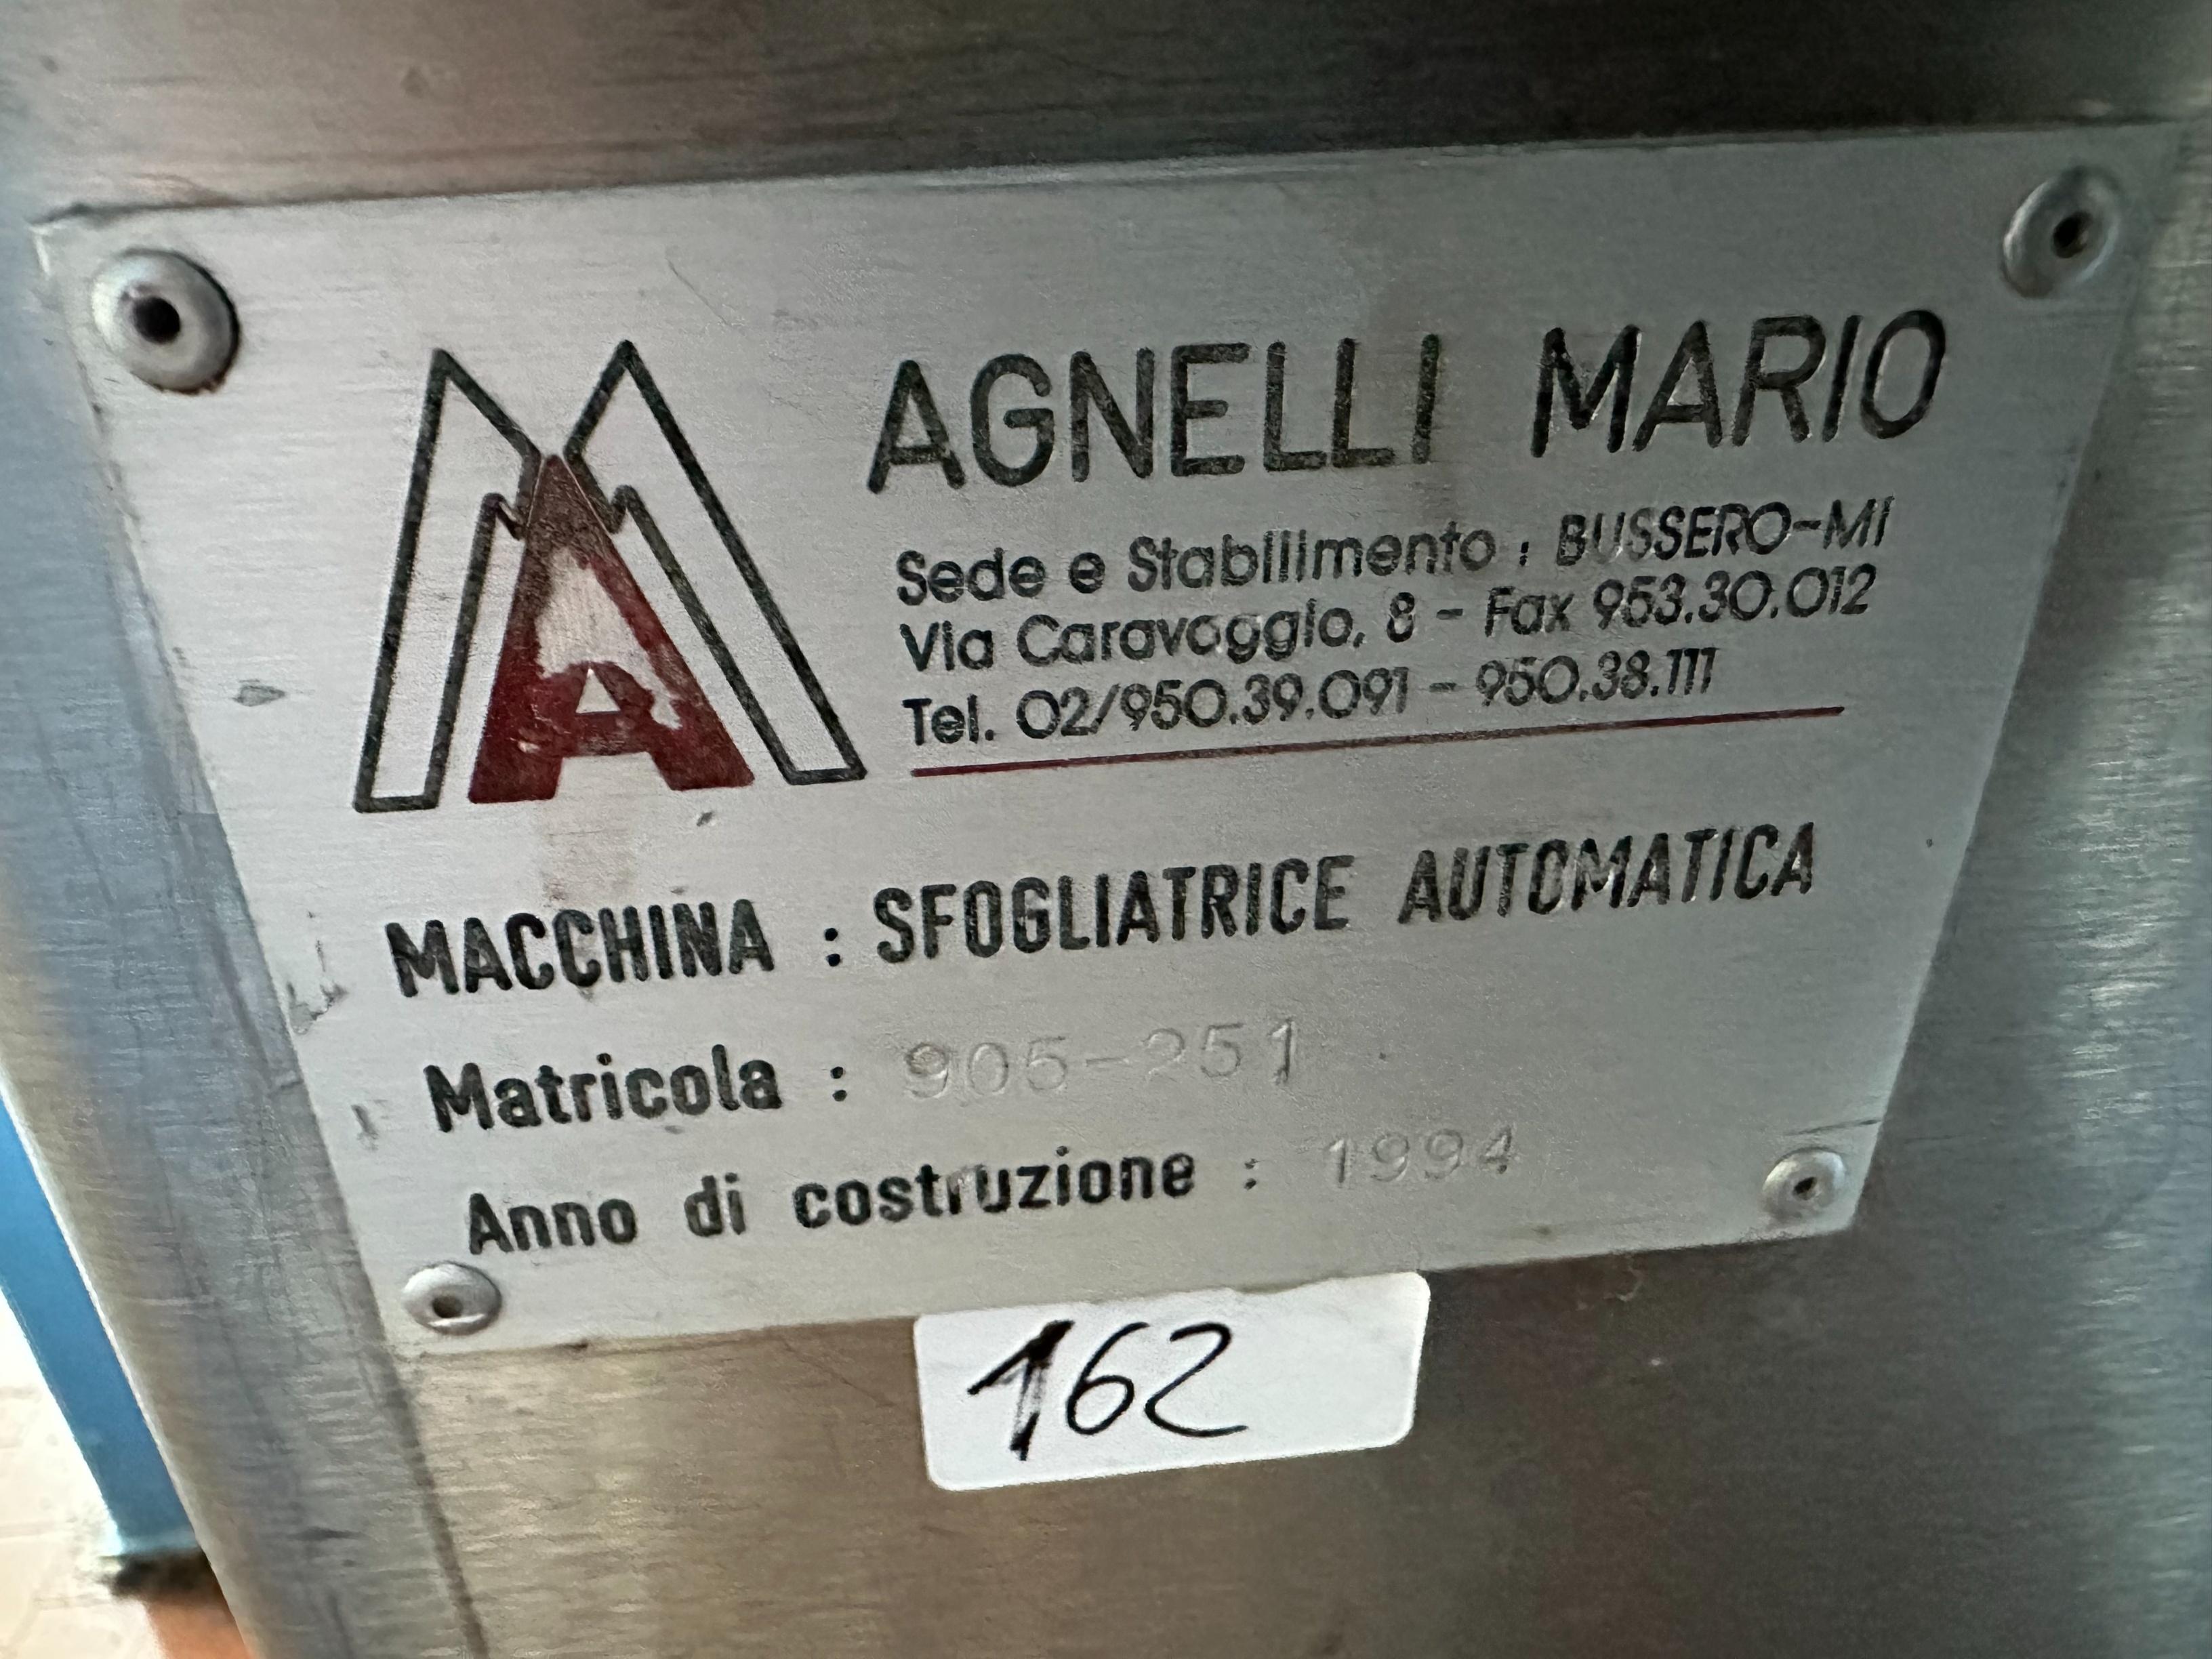 AGNELLI MARIO
Sede e Stabilimento : BUSSERO-MI
Via Caravaggio, 8 - Fax 953.30.012
Tel. 02/950.39.091 - 950.38.111
A
MACCHINA : SFOGLIATRICE AUTOMATICA
Matricola : 905-251
Anno di costruzione : 1994
162